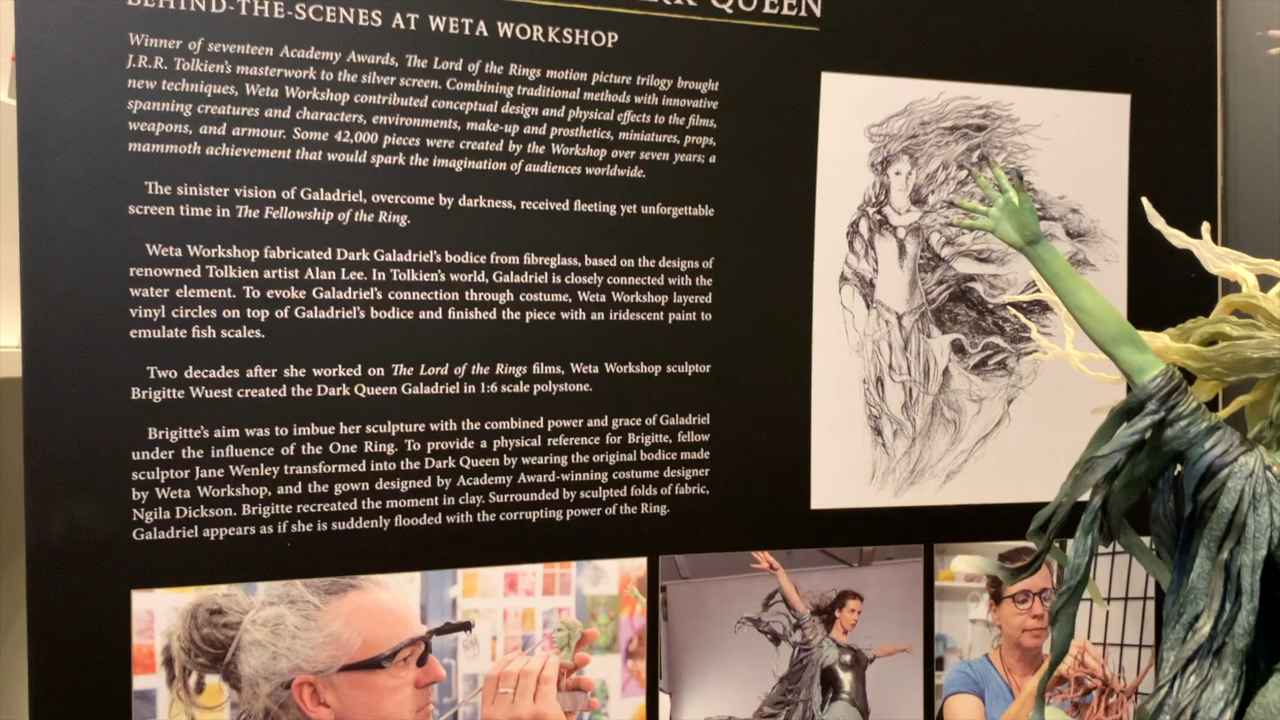 QUEEN
BEHIND-THE-SCENES AT WETA WORKSHOP
Winner of seventeen Academy Awards, The Lord of the Rings motion picture trilogy brought
J.R.R. Tolkien's masterwork to the silver screen. Combining traditional methods with innovative
new techniques, Weta Workshop contributed conceptual design and physical effects to the films,
spanning creatures and characters, environments, make-up and prosthetics, miniatures, props,
weapons, and armour. Some 42,000 pieces were created by the Workshop over seven years; a
mammoth achievement that would spark the imagination of audiences worldwide.
The sinister vision of Galadriel, overcome by darkness, received fleeting yet unforgettable
screen time in The Fellowship of the Ring.
Weta Workshop fabricated Dark Galadriel's bodice from fibreglass, based on the designs of
renowned Tolkien artist Alan Lee. In Tolkien's world, Galadriel is closely connected with the
water element. To evoke Galadriel's connection through costume, Weta Workshop layered
vinyl circles on top of Galadriel's bodice and finished the piece with an iridescent paint to
emulate fish scales.
Two decades after she worked on The Lord of the Rings films, Weta Workshop sculptor
Brigitte Wuest created the Dark Queen Galadriel in 1:6 scale polystone.
Brigitte's aim was to imbue her sculpture with the combined power and grace of Galadriel
under the influence of the One Ring. To provide a physical reference for Brigitte, fellow
sculptor Jane Wenley transformed into the Dark Queen by wearing the original bodice made
by Weta Workshop, and the gown designed by Academy Award-winning costume designer
Ngila Dickson. Brigitte recreated the moment in clay. Surrounded by sculpted folds of fabric,
Galadriel appears as if she is suddenly flooded with the corrupting power of the Ring.